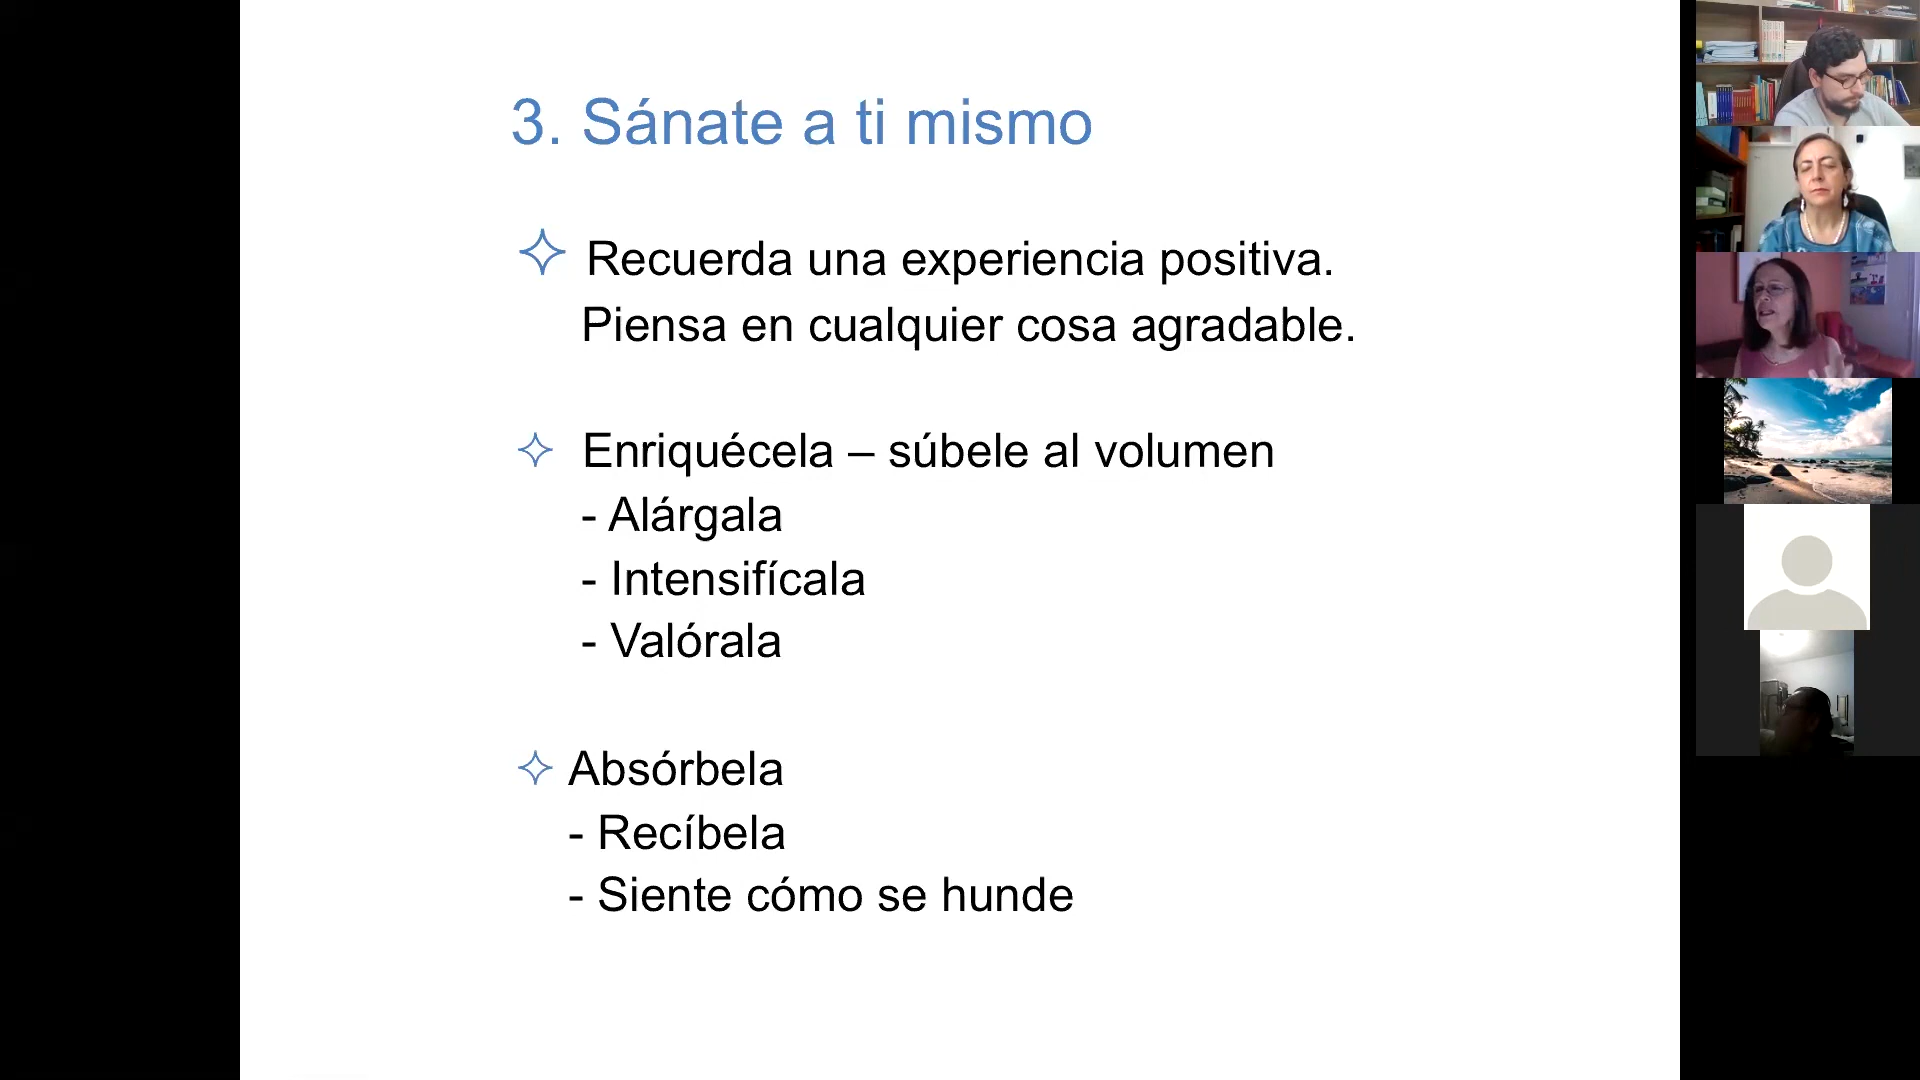 3. Sánate a ti mismo
Recuerda una experiencia positiva.
Piensa en cualquier cosa agradable.
Enriquécela – súbele al volumen
- Alárgala
- Intensifícala
- Valórala
Absórbela
- Recíbela
- Siente cómo se hunde